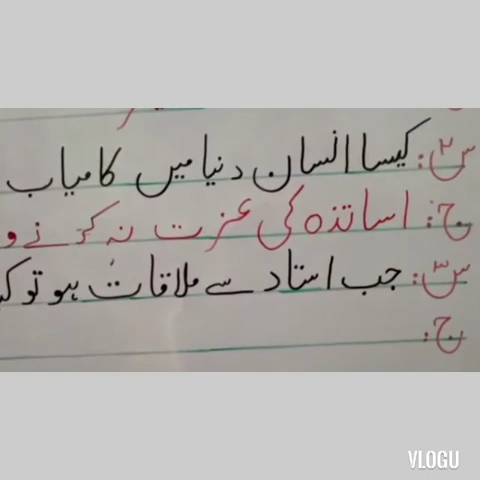 س۲: کیسا انسان دنیا میں کامیاب
ج: اساتذہ کی عزت نہ کرنے و
س۳: جب استاد سے ملاقات ہو تو
ج:
VLOGU